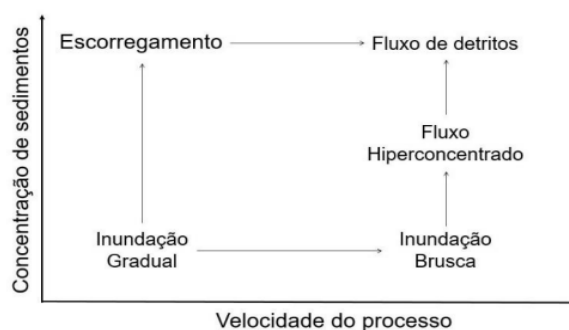 Concentração de sedimentos
Escorregamento
Fluxo de detritos
Fluxo
Hiperconcentrado
Inundação
Gradual
Inundação
Brusca
Velocidade do processo